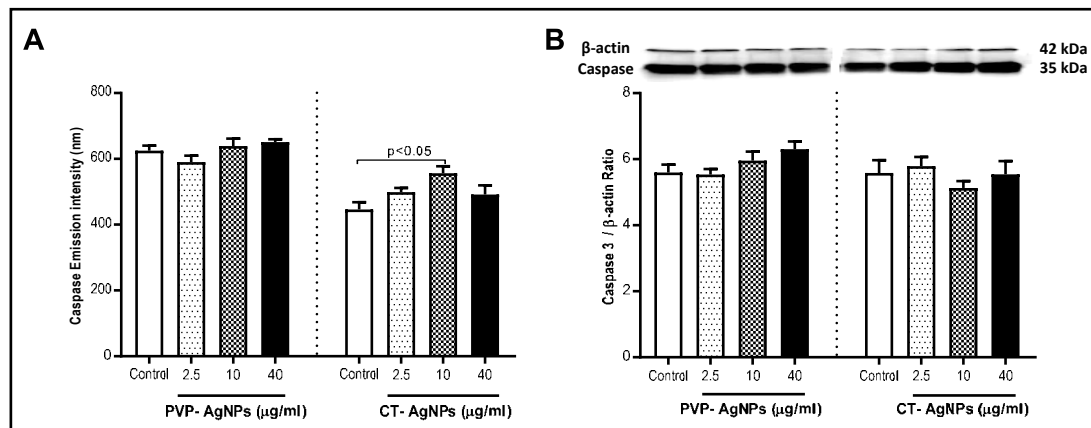 A
Caspase Emission intensity (nm)
800
600
400
200
0
p<0.05
Control 2.5 10 40 Control 2.5 10 40
PVP- AgNPs (μg/ml) CT- AgNPs (μg/ml)
B
β-actin 42 kDa
Caspase 35 kDa
Caspase 3 / β-actin Ratio
8
6
4
2
0
Control 2.5 10 40 Control 2.5 10 40
PVP- AgNPs (μg/ml) CT- AgNPs (μg/ml)